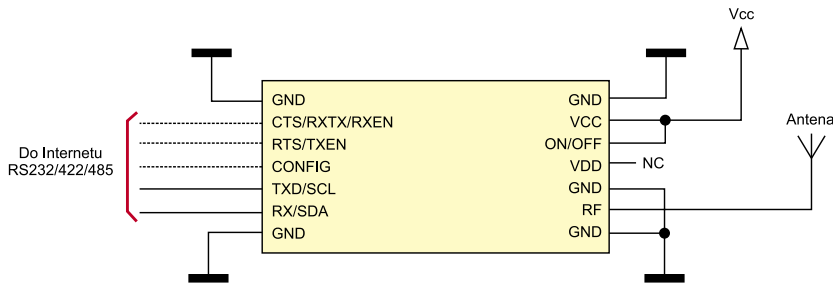 Vcc
GND
GND
CTS/RXTX/RXEN
VCC
Antena
RTS/TXEN
ON/OFF
Do Internetu
RS232/422/485
CONFIG
VDD
NC
TXD/SCL
GND
RX/SDA
RF
GND
GND